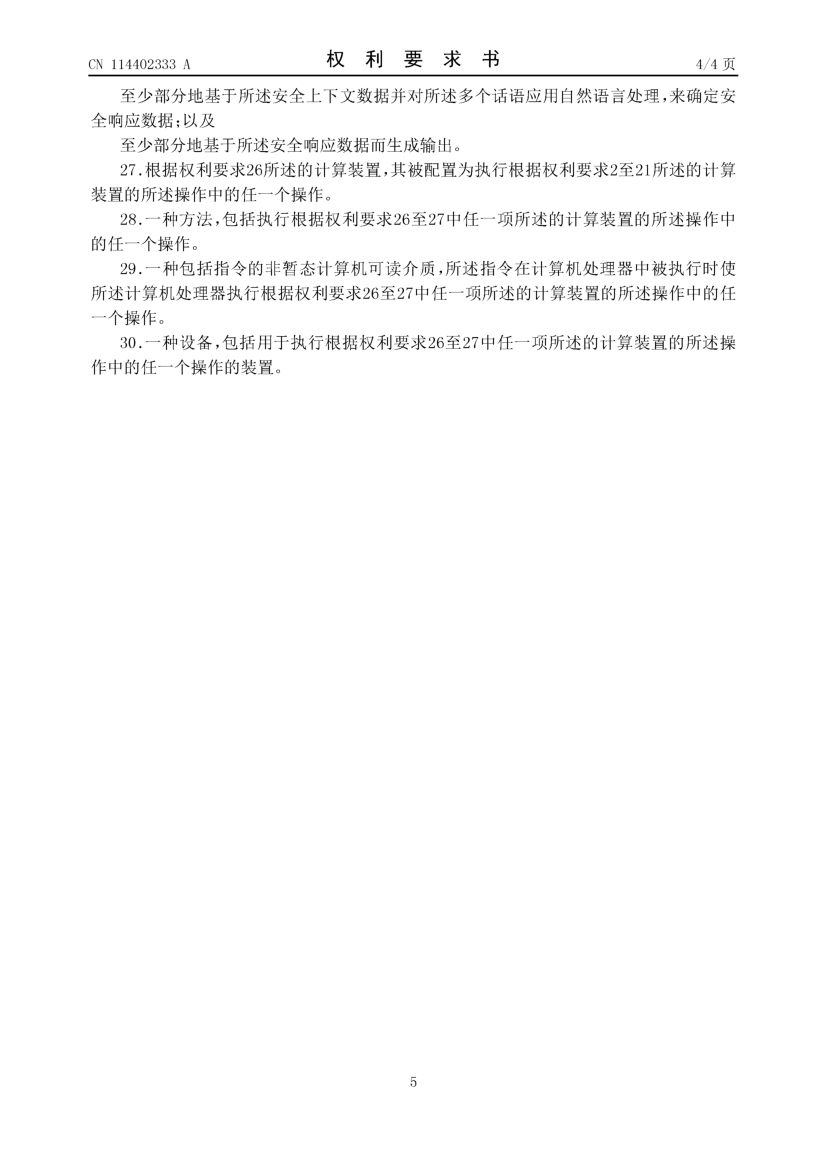 CN 114402333 A
权利要求书
4/4 页
至少部分地基于所述安全上下文数据并对所述多个话语应用自然语言处理,来确定安
全响应数据;以及
至少部分地基于所述安全响应数据而生成输出。
27.根据权利要求26所述的计算装置,其被配置为执行根据权利要求2至21所述的计算
装置的所述操作中的任一个操作。
28.一种方法,包括执行根据权利要求26至27中任一项所述的计算装置的所述操作中
的任一个操作。
29.一种包括指令的非暂态计算机可读介质,所述指令在计算机处理器中被执行时使
所述计算机处理器执行根据权利要求26至27中任一项所述的计算装置的所述操作中的任
一个操作。
30.一种设备,包括用于执行根据权利要求26至27中任一项所述的计算装置的所述操
作中的任一个操作的装置。
5